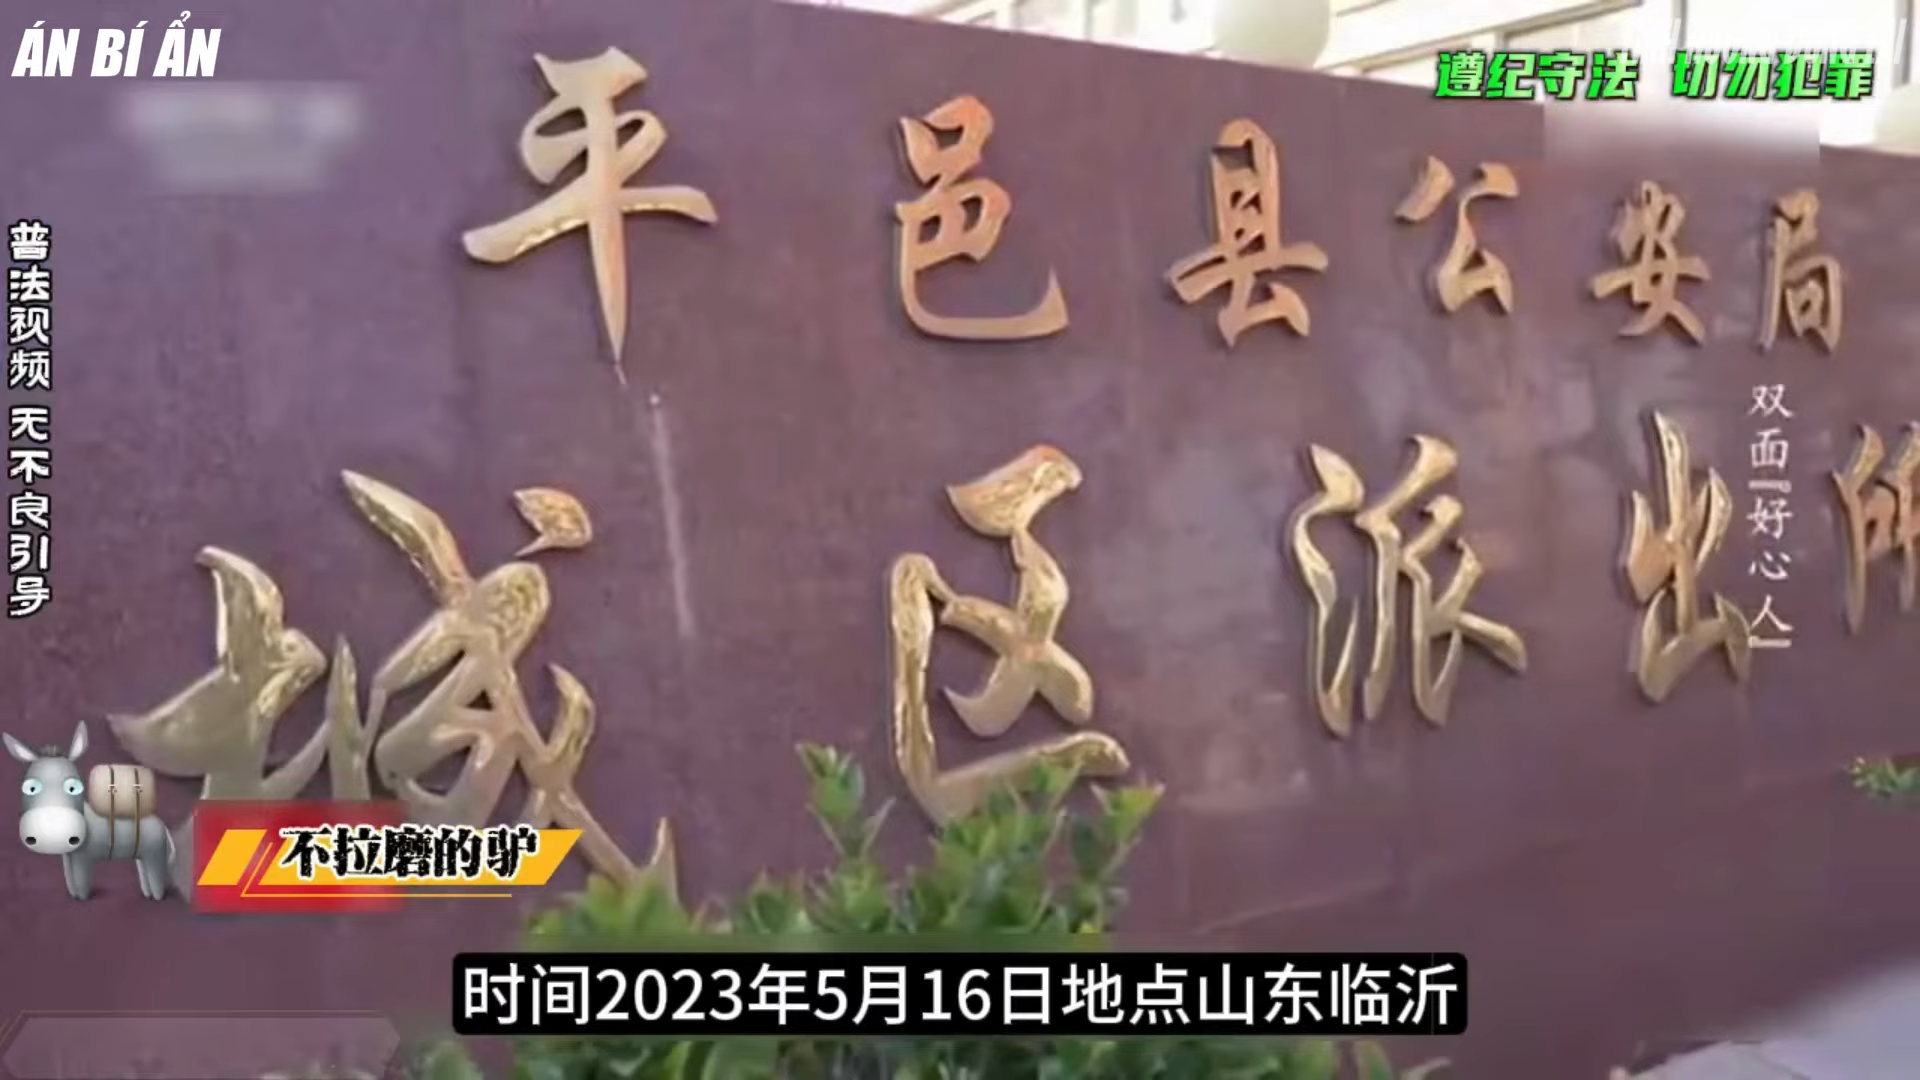 ÁN BÍ ẨN
遵纪守法 切勿犯罪
平邑县公安局
城区派出所
普法视频 无不良引导
双面『好心人』
不拉磨的驴
时间2023年5月16日地点山东临沂